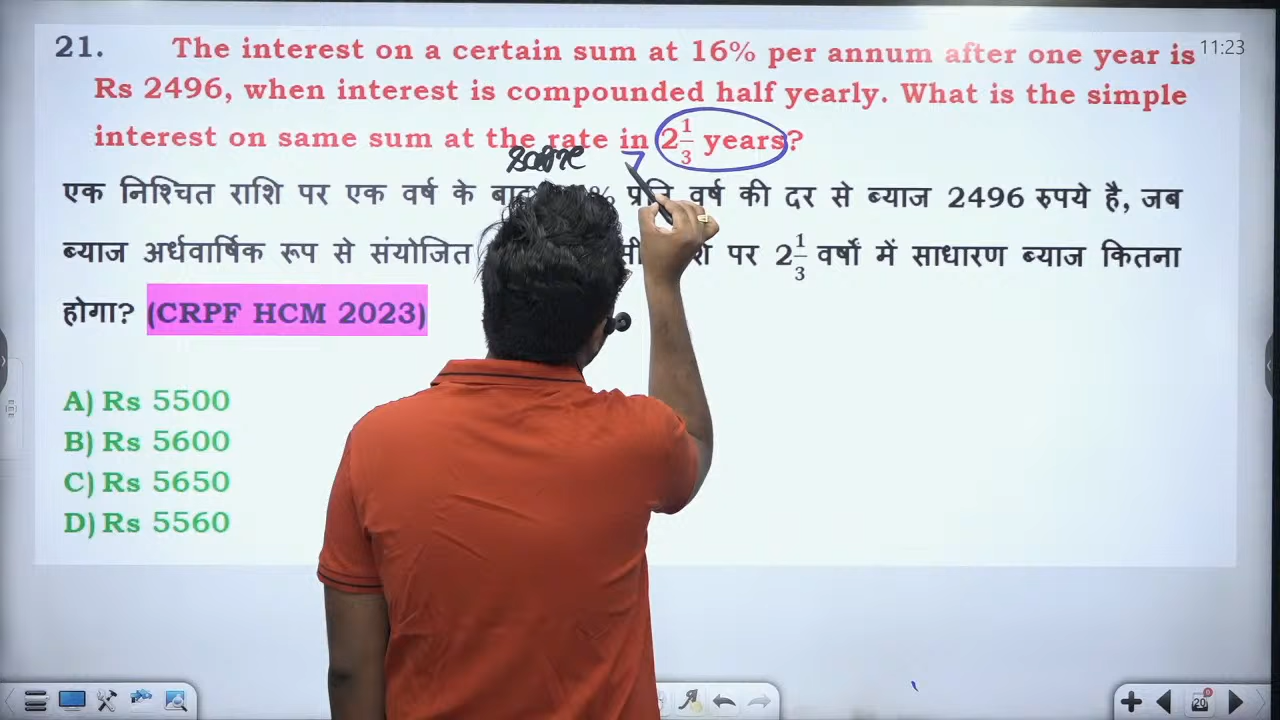 21. The interest on a certain sum at 16% per annum after one year is
11:23
Rs 2496, when interest is compounded half yearly. What is the simple
interest on same sum at the rate in 2 1/3 years?
same 7
एक निश्चित राशि पर एक वर्ष के बाद % प्रति वर्ष की दर से ब्याज 2496 रुपये है, जब
ब्याज अर्धवार्षिक रूप से संयोजित पर 2 1/3 वर्षो में साधारण ब्याज कितना
होगा? (CRPF HCM 2023)
A) Rs 5500
B) Rs 5600
C) Rs 5650
D) Rs 5560
20